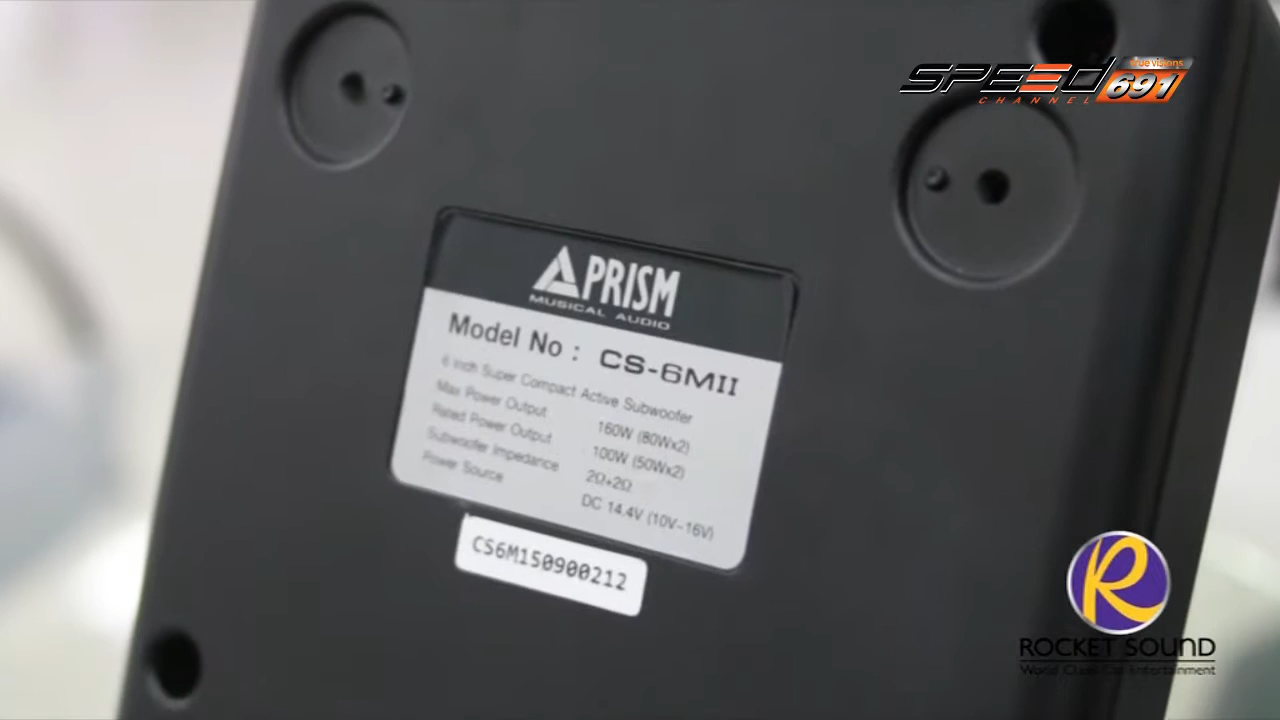 SPEED true visions
CHANNEL 691
PRISM
MUSICAL AUDIO
Model No : CS-6MII
6 Inch Super Compact Active Subwoofer
Max Power Output 160W (80Wx2)
Rated Power Output 100W (50Wx2)
Subwoofer Impedance 2Ω+2Ω
Power Source DC 14.4V (10V~16V)
CS6M150900212
R
ROCKET SOUND
World Class Car Entertainment